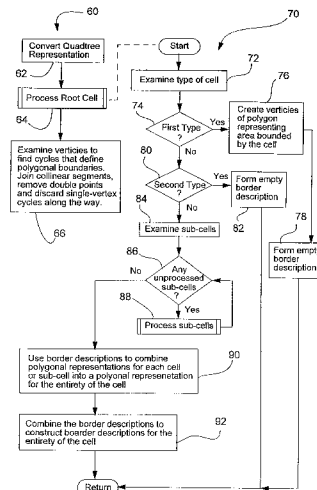 60
Convert Quadtree
Representation
62
Process Root Cell
64
Examine verticies to
find cycles that define
polygonal boundaries.
Join collinear segments,
remove double points
and discard single-vertex
cycles along the way.
66
70
Start
72
Examine type of cell
74
First Type
?
Yes
No
76
Create verticies
of polygon
representing
area bounded
by the cell
80
Second Type
?
Yes
No
Form empty
border
description
82
78
Form empt
border
description
84
Examine sub-cells
86
Any
unprocessed
sub-cells
?
No
Yes
88
Process sub-cells
Use border descriptions to combine
polygonal representations for each cell
or sub-cell into a polyonal represenetation
for the entirety of the cell
90
Combine the border descriptions to
construct boarder descriptions for the
entirety of the cell
92
Return